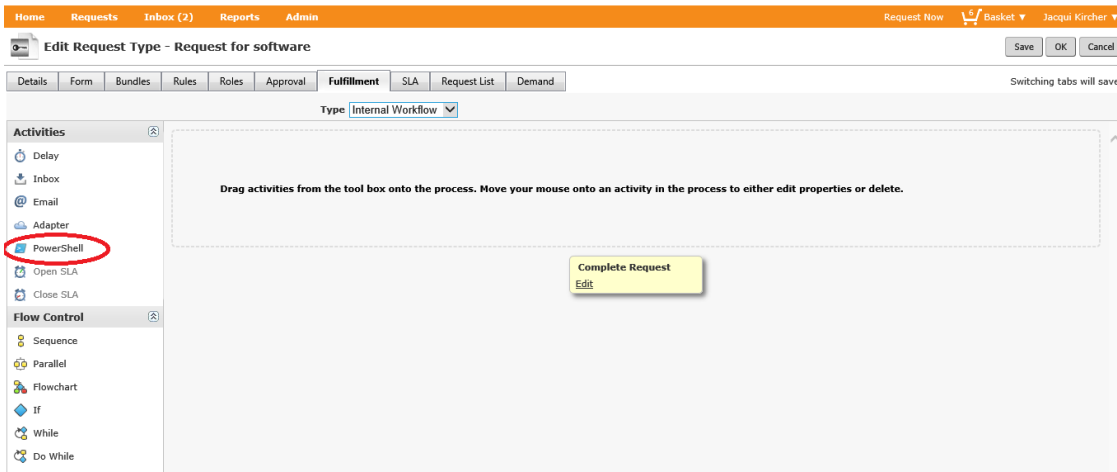 Home Requests Inbox (2) Reports Admin Request Now 6 Basket ▼ Jacqui Kircher ▼
Edit Request Type - Request for software Save OK Cancel
Details Form Bundles Rules Roles Approval Fulfillment SLA Request List Demand Switching tabs will save
Type Internal Workflow
Activities
Delay
Inbox
Email
Adapter
PowerShell
Open SLA
Close SLA
Flow Control
Sequence
Parallel
Flowchart
If
While
Do While
Drag activities from the tool box onto the process. Move your mouse onto an activity in the process to either edit properties or delete.
Complete Request
Edit